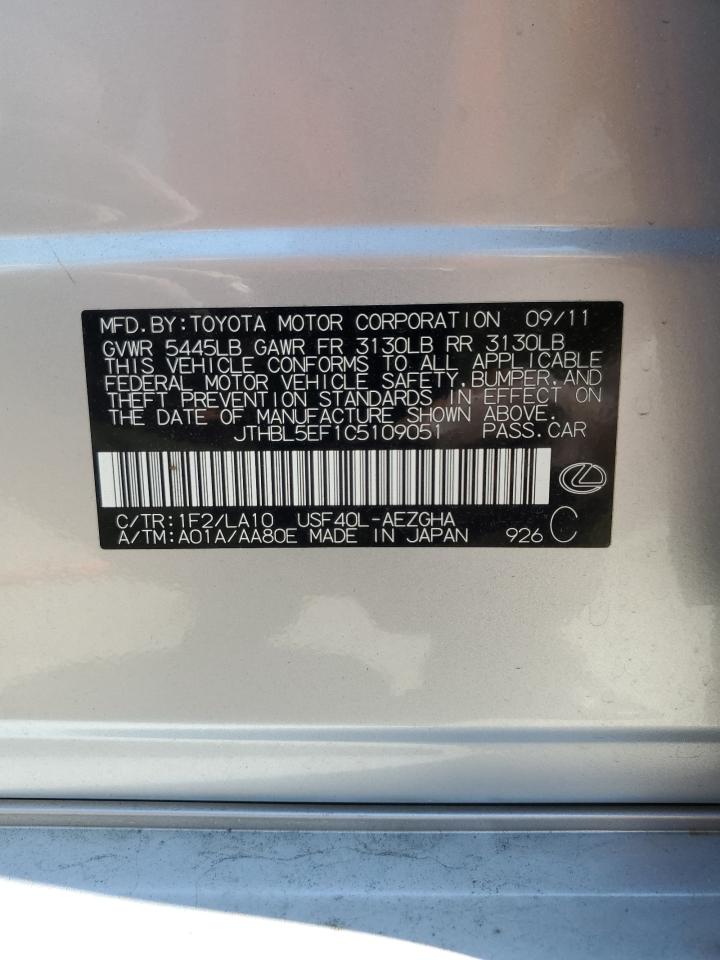 MFD. BY: TOYOTA MOTOR CORPORATION 09/11
GVWR 5445LB GAWR FR 3130LB RR 3130LB
THIS VEHICLE CONFORMS TO ALL APPLICABLE
FEDERAL MOTOR VEHICLE SAFETY, BUMPER, AND
THEFT PREVENTION STANDARDS IN EFFECT ON
THE DATE OF MANUFACTURE SHOWN ABOVE.
JTHBL5EF1C5109051 PASS. CAR
C/TR: 1F2/LA10 USF40L-AEZGHA
A/TM: A01A/AA80E MADE IN JAPAN 926 C